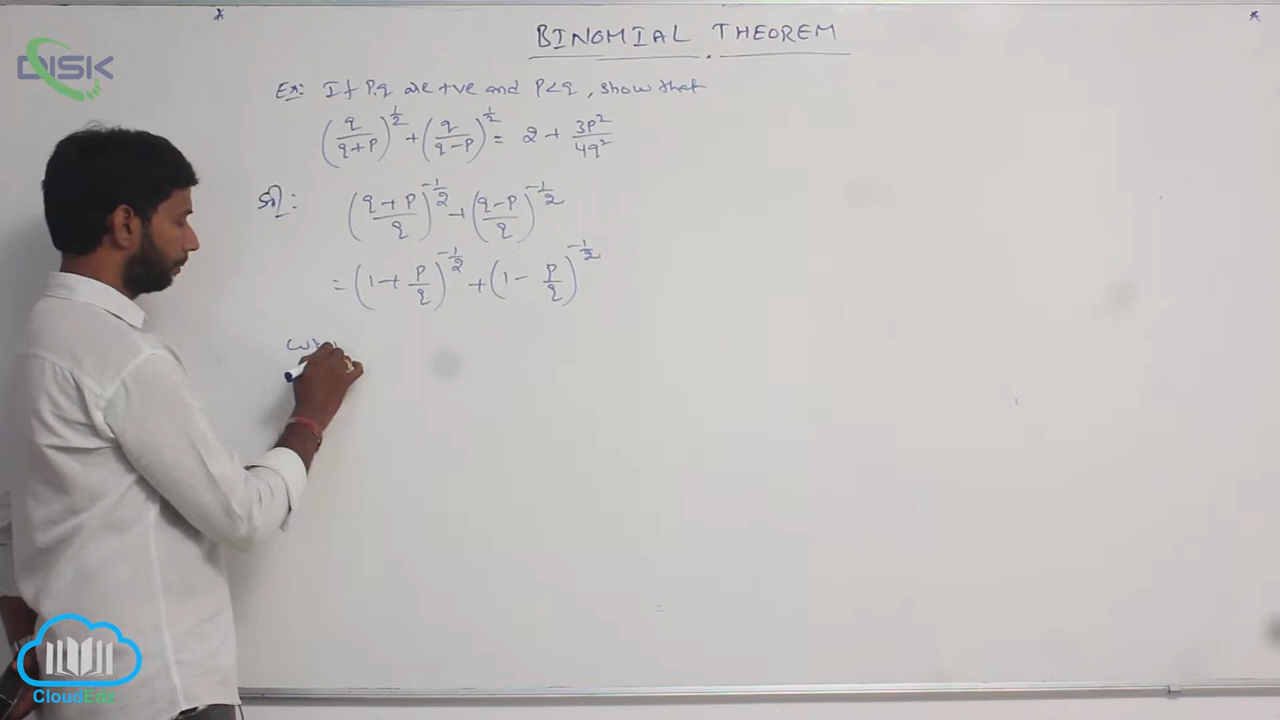 BINOMIAL THEOREM
DISK
Ex: If P, q are +ve and P<q, show that
(q/(q+P))^(1/2) + (q/(q-P))^(1/2) = 2 + 3P²/4q²
Sol: ((q+P)/q)^(-1/2) + ((q-P)/q)^(-1/2)
= (1 + P/q)^(-1/2) + (1 - P/q)^(-1/2)
CloudEdz